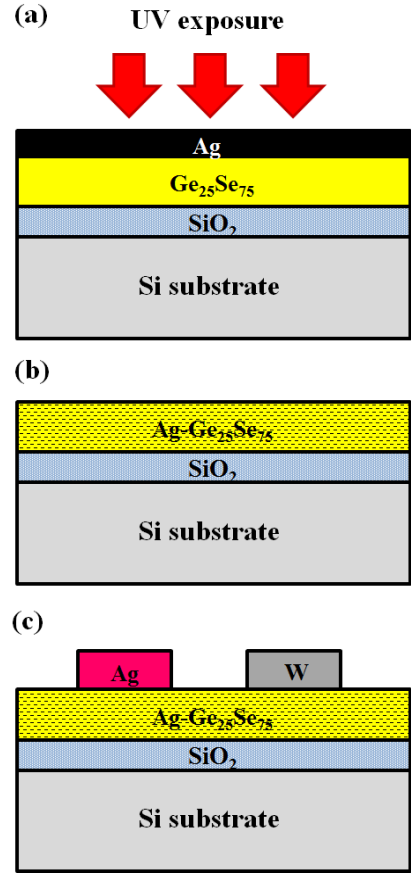 (a)
UV exposure
Ag
Ge₂₅Se₇₅
SiO₂
Si substrate
(b)
Ag-Ge₂₅Se₇₅
SiO₂
Si substrate
(c)
Ag W
Ag-Ge₂₅Se₇₅
SiO₂
Si substrate